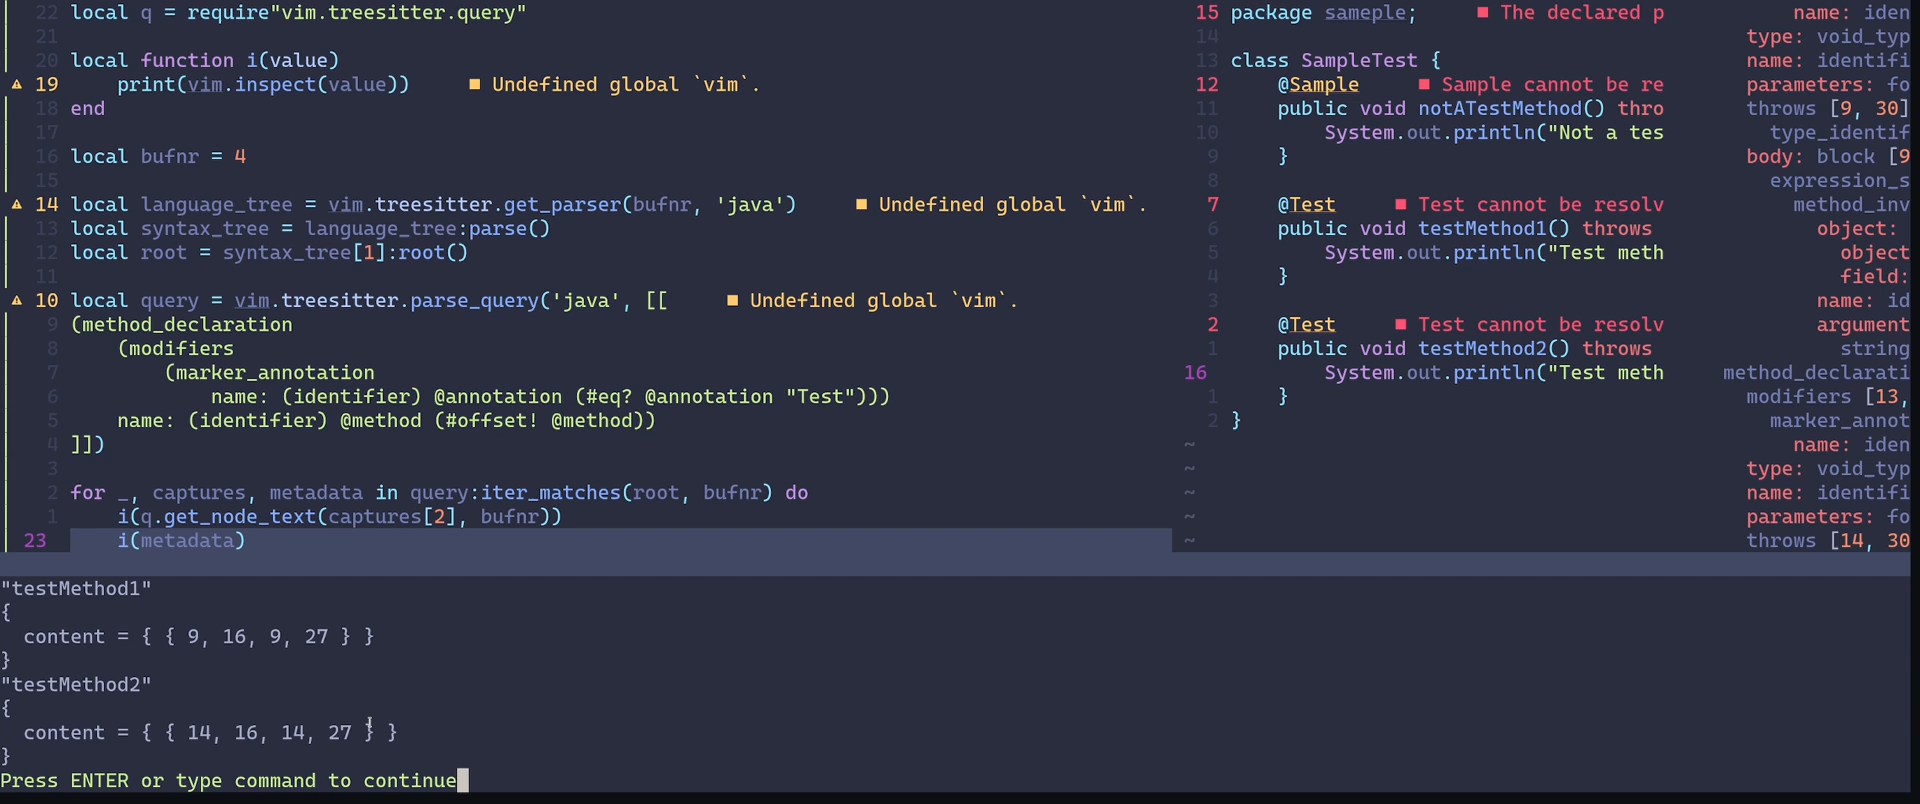 22 local q = require"vim.treesitter.query"
21
20 local function i(value)
19     print(vim.inspect(value))     ■ Undefined global `vim`.
18 end
17
16 local bufnr = 4
15
14 local language_tree = vim.treesitter.get_parser(bufnr, 'java')     ■ Undefined global `vim`.
13 local syntax_tree = language_tree:parse()
12 local root = syntax_tree[1]:root()
11
10 local query = vim.treesitter.parse_query('java', [[     ■ Undefined global `vim`.
9 (method_declaration
8     (modifiers
7         (marker_annotation
6             name: (identifier) @annotation (#eq? @annotation "Test")))
5     name: (identifier) @method (#offset! @method))
4 ]])
3
2 for _, captures, metadata in query:iter_matches(root, bufnr) do
1     i(q.get_node_text(captures[2], bufnr))
23     i(metadata)
15 package sameple;     ■ The declared p
14
13 class SampleTest {
12     @Sample     ■ Sample cannot be re
11     public void notATestMethod() thro
10         System.out.println("Not a tes
9     }
8
7     @Test     ■ Test cannot be resolv
6     public void testMethod1() throws
5         System.out.println("Test meth
4     }
3
2     @Test     ■ Test cannot be resolv
1     public void testMethod2() throws
16         System.out.println("Test meth
1     }
2 }
~
~
~
~
~
name: iden
type: void_typ
name: identifi
parameters: fo
throws [9, 30]
type_identif
body: block [9
expression_s
method_inv
object:
object
field:
name: id
argument
string
method_declarati
modifiers [13,
marker_annot
name: iden
type: void_typ
name: identifi
parameters: fo
throws [14, 30
"testMethod1"
{
  content = { { 9, 16, 9, 27 } }
}
"testMethod2"
{
  content = { { 14, 16, 14, 27 } }
}
Press ENTER or type command to continue